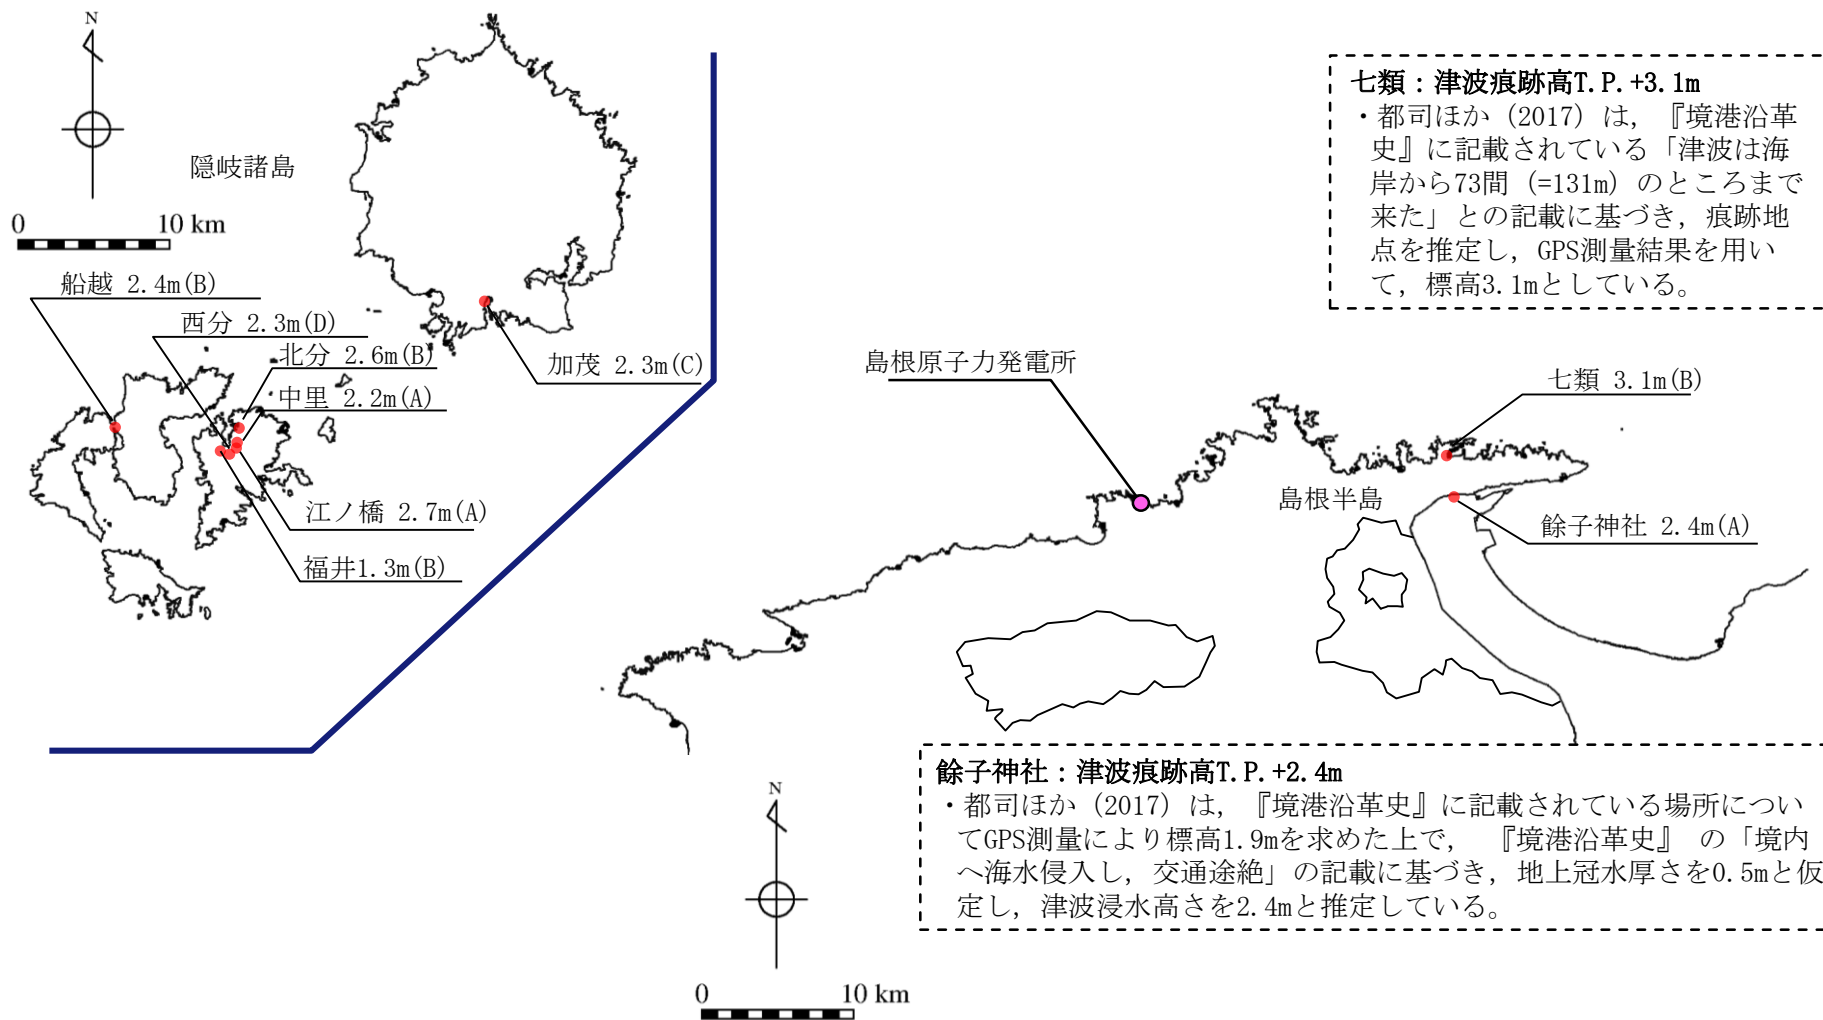 N
隠岐諸島
0 10 km
船越 2.4m(B)
西分 2.3m(D)
北分 2.6m(B)
中里 2.2m(A)
加茂 2.3m(C)
江ノ橋 2.7m(A)
福井1.3m(B)
七類：津波痕跡高T.P.+3.1m
・都司ほか（2017）は，『境港沿革
史』に記載されている「津波は海
岸から73間（=131m）のところまで
来た」との記載に基づき，痕跡地
点を推定し，GPS測量結果を用い
て，標高3.1mとしている。
島根原子力発電所
七類 3.1m(B)
島根半島
餘子神社 2.4m(A)
餘子神社：津波痕跡高T.P.+2.4m
・都司ほか（2017）は，『境港沿革史』に記載されている場所につい
てGPS測量により標高1.9mを求めた上で， 『境港沿革史』 の「境内
へ海水侵入し，交通途絶」の記載に基づき，地上冠水厚さを0.5mと仮
定し，津波浸水高さを2.4mと推定している。
N
0 10 km